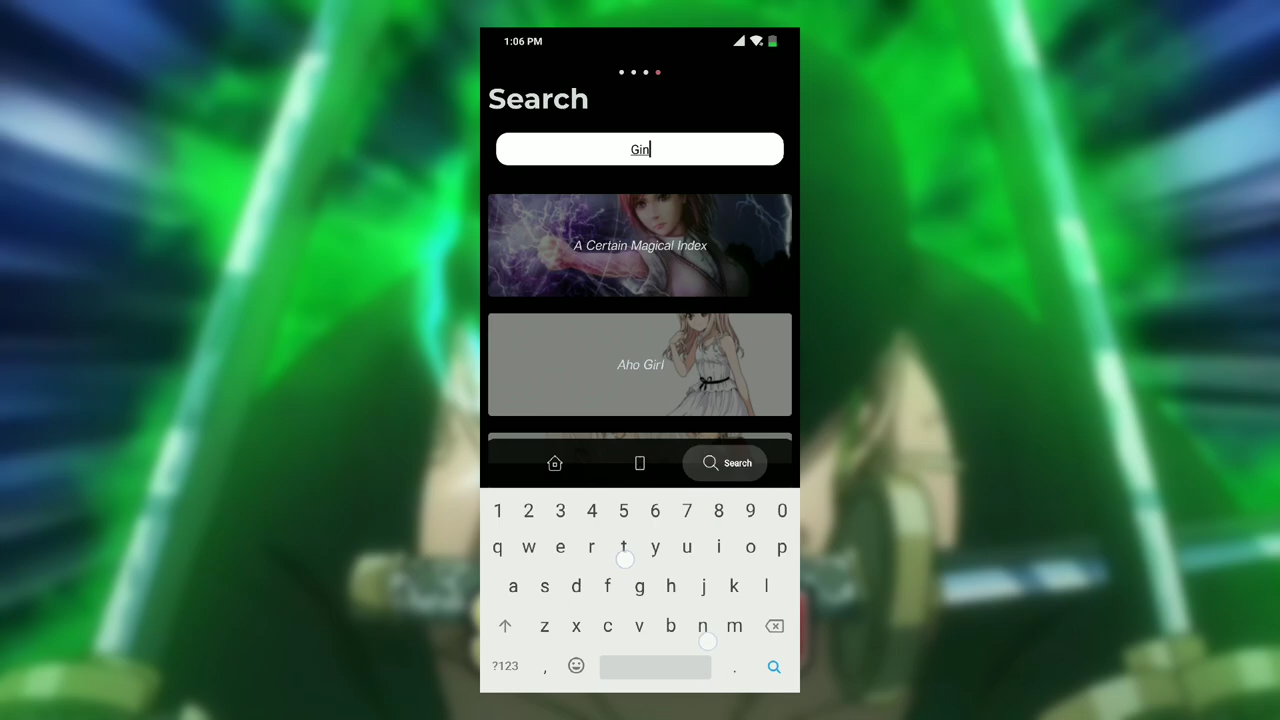 1:06 PM
Search
Gin
A Certain Magical Index
Aho Girl
Search
1 2 3 4 5 6 7 8 9 0
q w e r t y u i o p
a s d f g h j k l
z x c v b n m
?123 , .